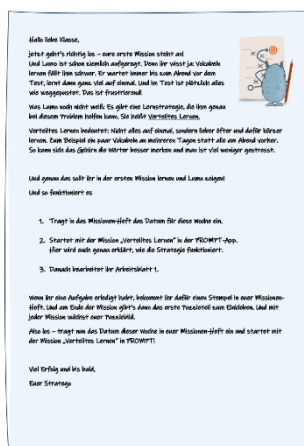 Hallo liebe Klasse,
jetzt geht's richtig los – eure erste Mission steht an!
Und Lumo ist schon ziemlich aufgeregt. Denn ihr wisst ja: Vokabeln
lernen fällt ihm schwer. Er wartet immer bis zum Abend vor dem
Test, lernt dann ganz viel auf einmal. Und im Test ist plötzlich alles
wie weggepustet. Das ist frustrierend!
Was Lumo noch nicht weiß: Es gibt eine Lernstrategie, die ihm genau
bei diesem Problem helfen kann. Sie heißt Verteiltes Lernen.
Verteiltes Lernen bedeutet: Nicht alles auf einmal, sondern lieber öfter und dafür kürzer
lernen. Zum Beispiel ein paar Vokabeln an mehreren Tagen statt alle am Abend vorher.
So kann sich das Gehirn die Wörter besser merken und man ist viel weniger gestresst.
Und genau das sollt ihr in der ersten Mission lernen und Lumo zeigen!
Und so funktioniert es
1. Tragt in das Missionen-Heft das Datum für diese Woche ein.
2. Startet mit der Mission „Verteiltes Lernen" in der PROMPT-App.
Hier wird euch genau erklärt, wie die Strategie funktioniert.
3. Danach bearbeitet ihr Arbeitsblatt 1.
Wenn ihr eine Aufgabe erledigt habt, bekommt ihr dafür einen Stempel in euer Missionen-
Heft. Und am Ende der Mission gibt's dann das erste Puzzleteil zum Einkleben. Und mit
jeder Mission wächst euer Puzzlebild.
Also los – tragt nun das Datum dieser Woche in euer Missionen-Heft ein und startet mit
der Mission „Verteiltes Lernen" in PROMPT!
Viel Erfolg und bis bald,
Euer Stratego